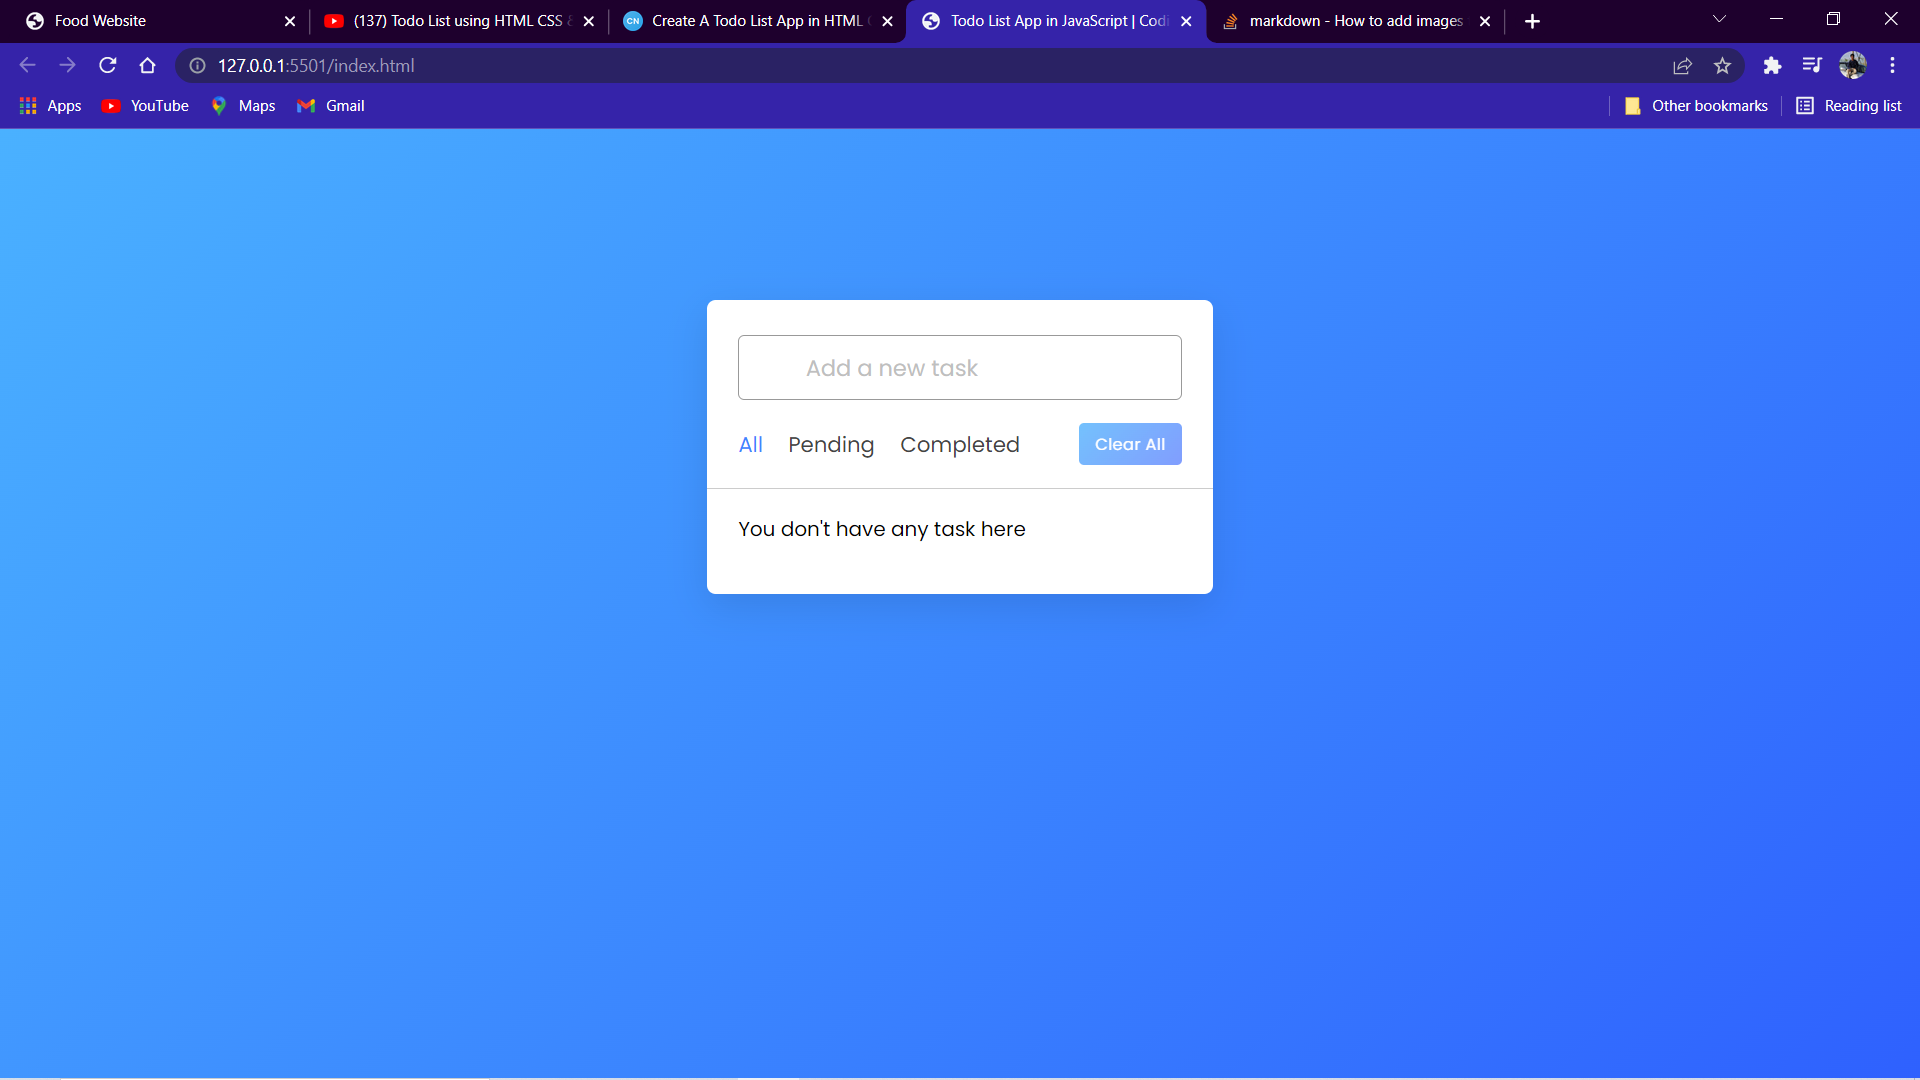 Food Website
(137) Todo List using HTML CSS &
Create A Todo List App in HTML
Todo List App in JavaScript | Codi
markdown - How to add images
127.0.0.1:5501/index.html
Apps
YouTube
Maps
Gmail
Other bookmarks
Reading list
Add a new task
All
Pending
Completed
Clear All
You don't have any task here